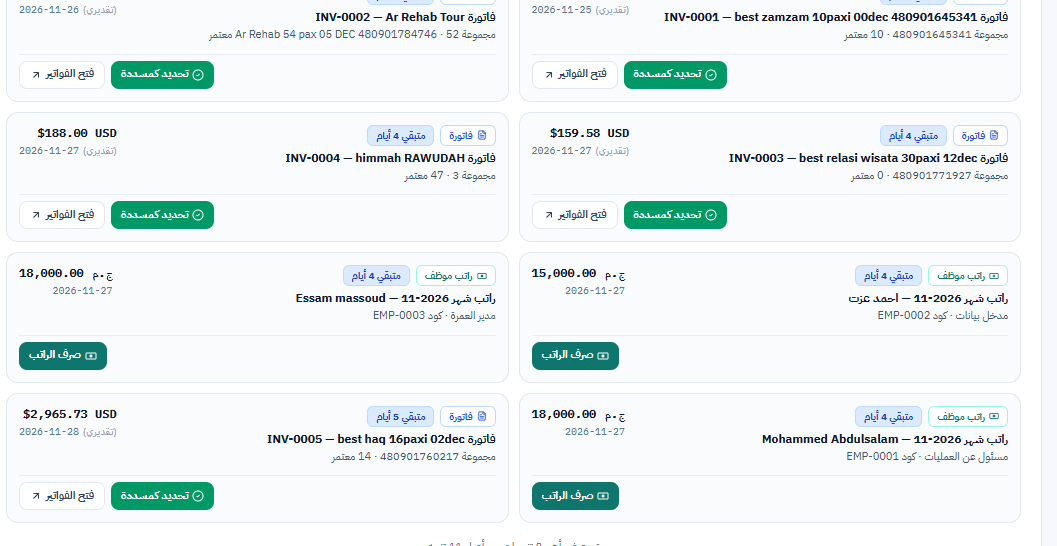 2026-11-25 (تقديري)
فاتورة INV-0001 — best zamzam 10paxi 00dec 480901645341
مجموعة 480901645341 · 10 معتمر
تحديد كمسددة
فتح الفواتير
2026-11-26 (تقديري)
فاتورة INV-0002 — Ar Rehab Tour
مجموعة Ar Rehab 54 pax 05 DEC 480901784746 · 52 معتمر
تحديد كمسددة
فتح الفواتير
فاتورة
متبقي 4 أيام
$159.58 USD
2026-11-27 (تقديري)
فاتورة INV-0003 — best relasi wisata 30paxi 12dec
مجموعة 480901771927 · 0 معتمر
تحديد كمسددة
فتح الفواتير
فاتورة
متبقي 4 أيام
$188.00 USD
2026-11-27 (تقديري)
فاتورة INV-0004 — himmah RAWUDAH
مجموعة 3 · 47 معتمر
تحديد كمسددة
فتح الفواتير
راتب موظف
متبقي 4 أيام
15,000.00 ج.م
2026-11-27
راتب شهر 2026-11 — احمد عزت
مدخل بيانات · كود EMP-0002
صرف الراتب
راتب موظف
متبقي 4 أيام
18,000.00 ج.م
2026-11-27
راتب شهر 2026-11 — Essam massoud
مدير العمرة · كود EMP-0003
صرف الراتب
راتب موظف
متبقي 4 أيام
18,000.00 ج.م
2026-11-27
راتب شهر 2026-11 — Mohammed Abdulsalam
مسئول عن العمليات · كود EMP-0001
صرف الراتب
فاتورة
متبقي 5 أيام
$2,965.73 USD
2026-11-28 (تقديري)
فاتورة INV-0005 — best haq 16paxi 02dec
مجموعة 480901760217 · 14 معتمر
تحديد كمسددة
فتح الفواتير